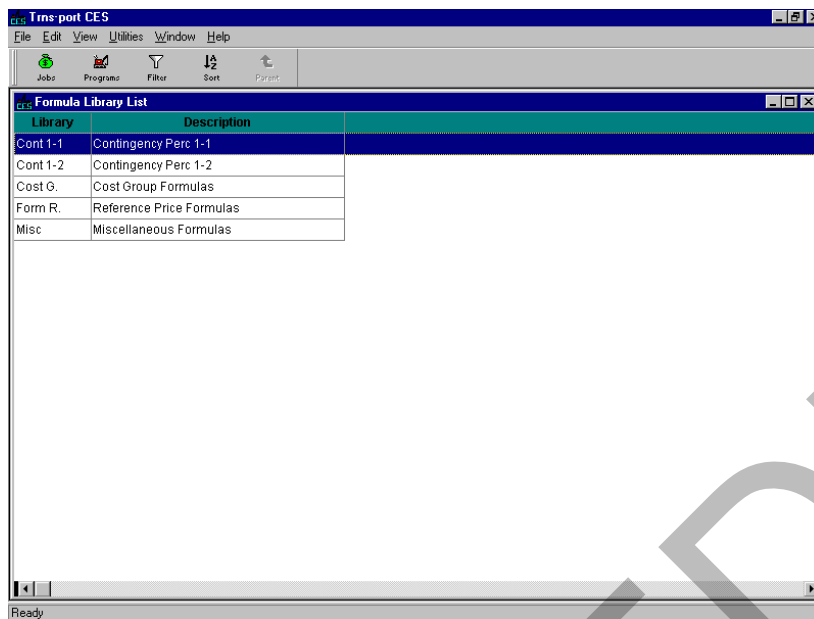 CES Trns·port CES
File Edit View Utilities Window Help
Jobs Programs Filter Sort Parent
CES Formula Library List
Library Description
Cont 1-1 Contingency Perc 1-1
Cont 1-2 Contingency Perc 1-2
Cost G. Cost Group Formulas
Form R. Reference Price Formulas
Misc Miscellaneous Formulas
Ready